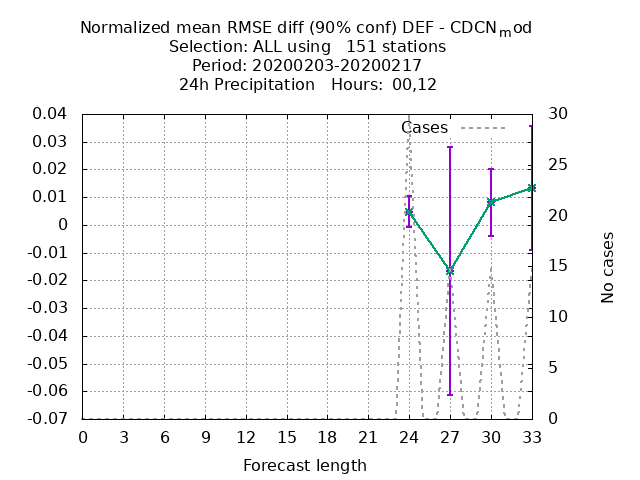 Normalized mean RMSE diff (90% conf) DEF - CDCNmod
Selection: ALL using   151 stations
Period: 20200203-20200217
24h Precipitation   Hours:  00,12
Cases
0.04
0.03
0.02
0.01
0
-0.01
-0.02
-0.03
-0.04
-0.05
-0.06
-0.07
30
25
20
15
10
5
0
No cases
0 3 6 9 12 15 18 21 24 27 30 33
Forecast length